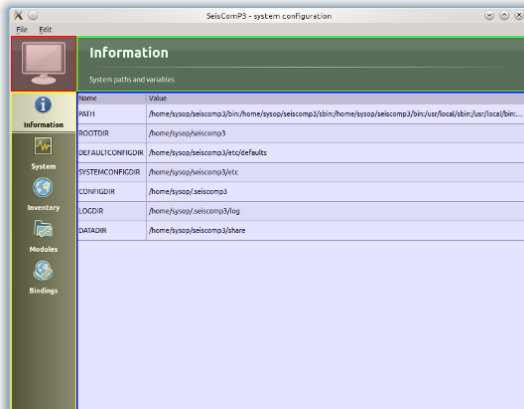 SeisComP3 - system configuration
File Edit
Information
System paths and variables
Name Value
PATH /home/sysop/seiscomp3/bin:/home/sysop/seiscomp3/sbin:/home/sysop/seiscomp3/bin:/usr/local/sbin:/usr/local/bin:...
ROOTDIR /home/sysop/seiscomp3
DEFAULTCONFIGDIR /home/sysop/seiscomp3/etc/defaults
SYSTEMCONFIGDIR /home/sysop/seiscomp3/etc
CONFIGDIR /home/sysop/.seiscomp3
LOGDIR /home/sysop/.seiscomp3/log
DATADIR /home/sysop/seiscomp3/share
Information
System
Inventory
Modules
Bindings